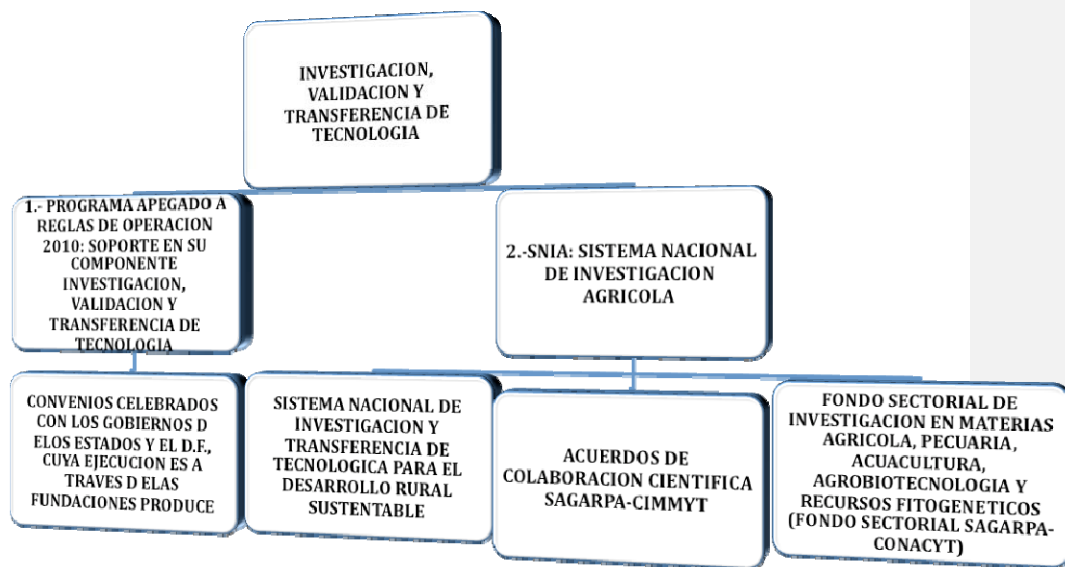 INVESTIGACION,
VALIDACION Y
TRANSFERENCIA DE
TECNOLOGIA
1.- PROGRAMA APEGADO A
REGLAS DE OPERACION
2010: SOPORTE EN SU
COMPONENTE
INVESTIGACION,
VALIDACION Y
TRANSFERENCIA DE
TECNOLOGIA
2.-SNIA: SISTEMA NACIONAL
DE INVESTIGACION
AGRICOLA
CONVENIOS CELEBRADOS
CON LOS GOBIERNOS D
ELOS ESTADOS Y EL D.F.,
CUYA EJECUCION ES A
TRAVES D ELAS
FUNDACIONES PRODUCE
SISTEMA NACIONAL DE
INVESTIGACION Y
TRANSFERENCIA DE
TECNOLOGICA PARA EL
DESARROLLO RURAL
SUSTENTABLE
ACUERDOS DE
COLABORACION CIENTIFICA
SAGARPA-CIMMYT
FONDO SECTORIAL DE
INVESTIGACION EN MATERIAS
AGRICOLA, PECUARIA,
ACUACULTURA,
AGROBIOTECNOLOGIA Y
RECURSOS FITOGENETICOS
(FONDO SECTORIAL SAGARPA-
CONACYT)